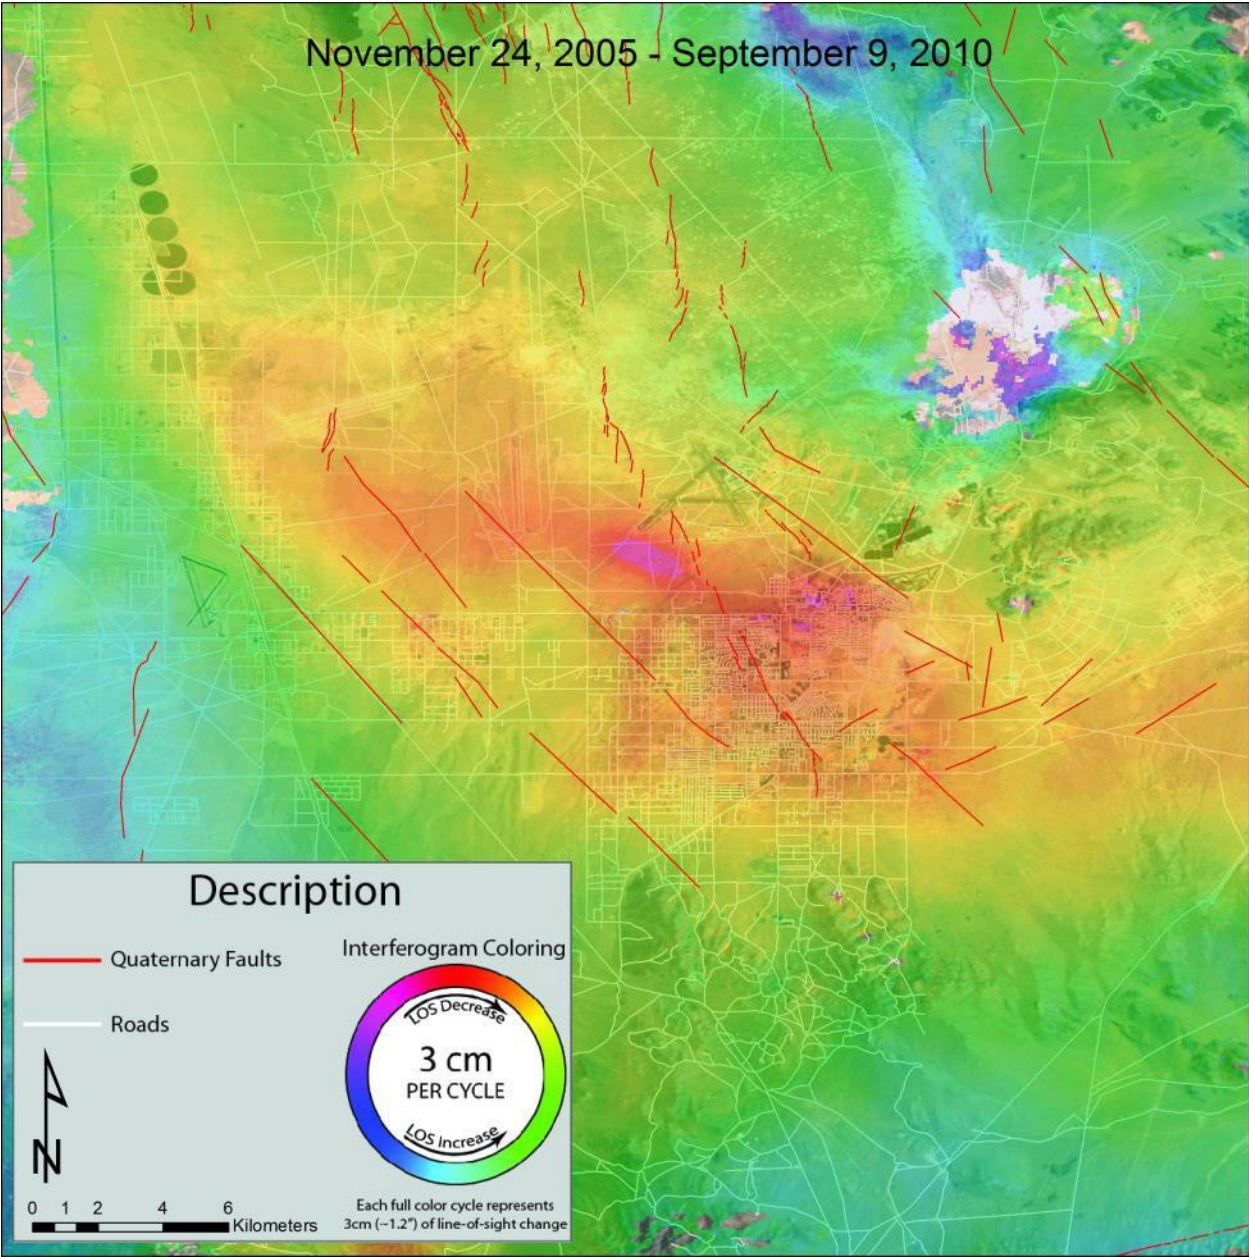 November 24, 2005 - September 9, 2010
Description
Quaternary Faults
Roads
Interferogram Coloring
LOS Decrease
3 cm
PER CYCLE
LOS Increase
N
0 1 2 4 6
Kilometers
Each full color cycle represents
3cm (~1.2") of line-of-sight change